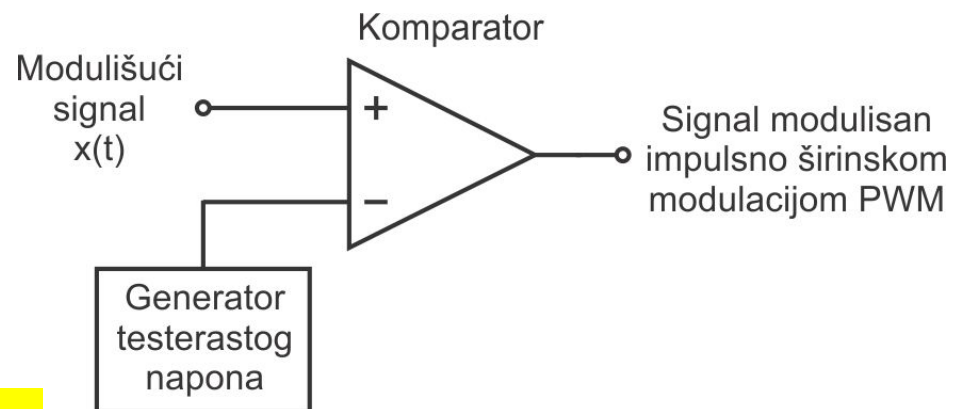 Komparator
Modulišući
signal
x(t)
+
−
Signal modulisan
impulsno širinskom
modulacijom PWM
Generator
testerastog
napona